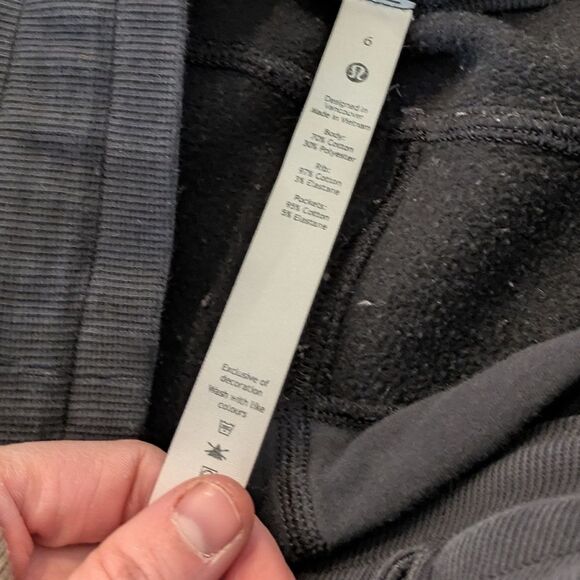 6
Designed in
Vancouver
Made in Vietnam
Body:
70% Cotton
30% Polyester
Rib:
97% Cotton
3% Elastane
Pockets:
95% Cotton
5% Elastane
Exclusive of
decoration
Wash with like
colours